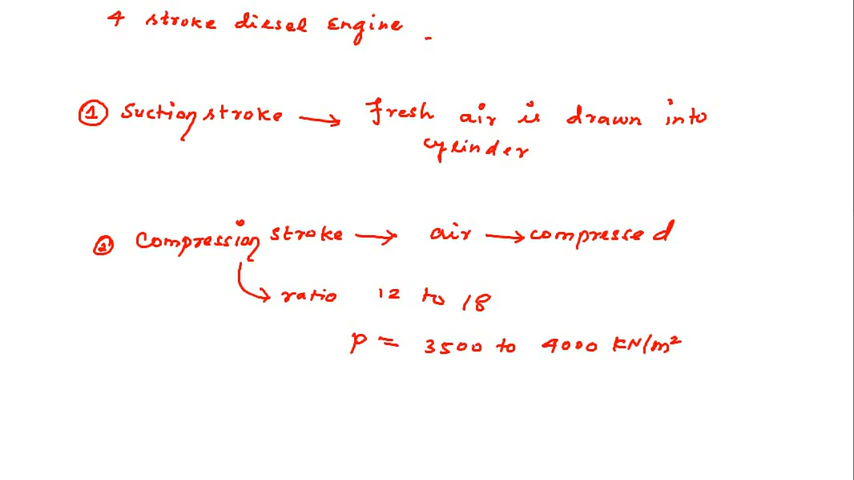 4 stroke diesel Engine
① Suction stroke → fresh air is drawn into
cylinder
② Compression stroke → air → compressed
↳ ratio 12 to 18
P = 3500 to 4000 KN/m²